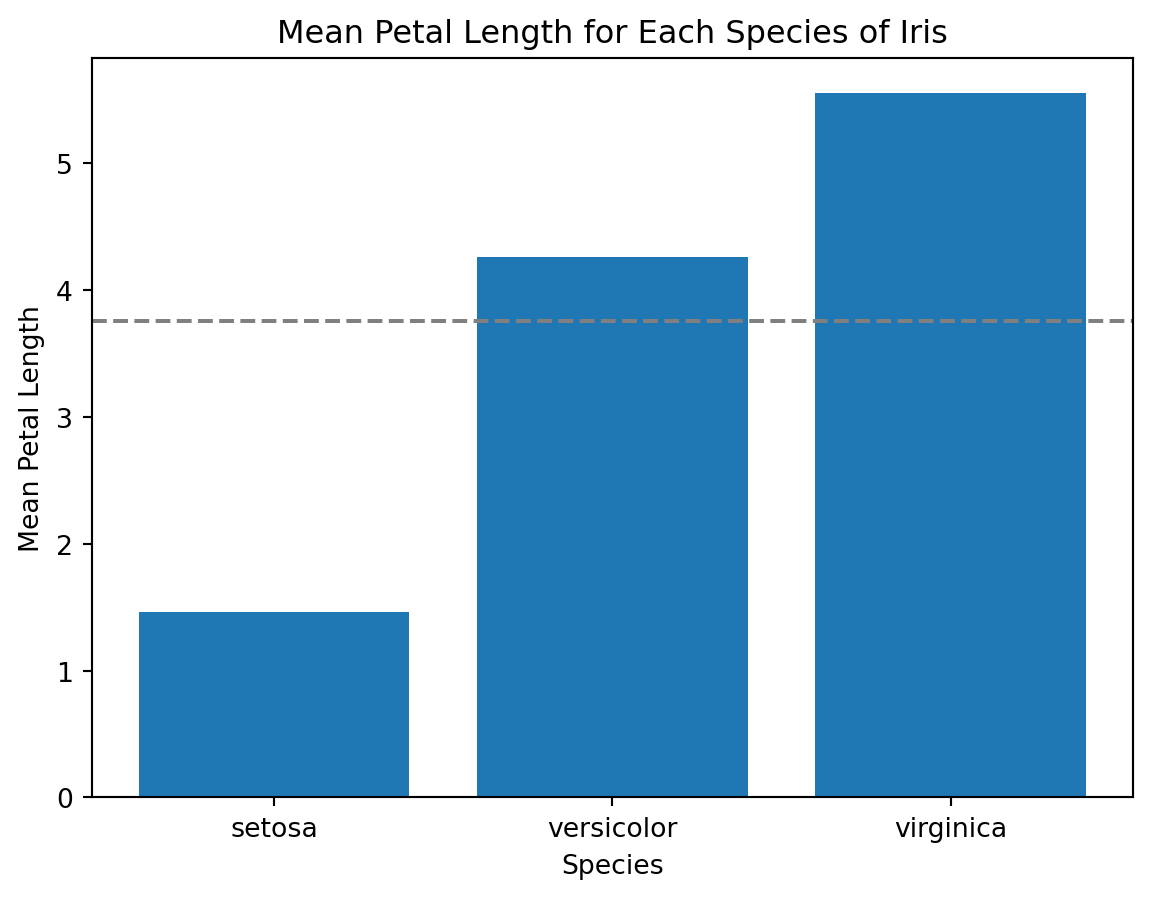 Mean Petal Length for Each Species of Iris
Mean Petal Length
5
4
3
2
1
0
setosa
versicolor
virginica
Species